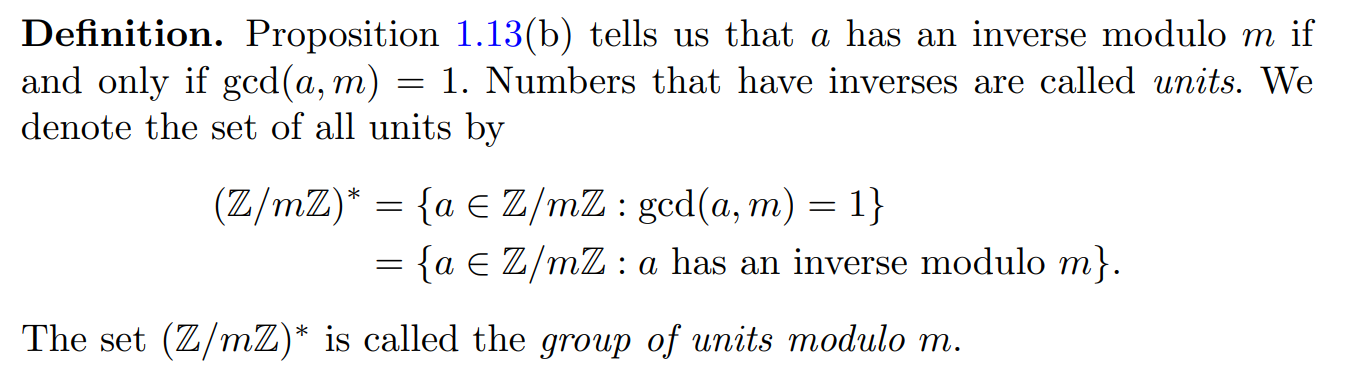 Definition. Proposition 1.13(b) tells us that a has an inverse modulo m if
and only if gcd(a, m) = 1. Numbers that have inverses are called units. We
denote the set of all units by
(ℤ/mℤ)* = {a ∈ ℤ/mℤ : gcd(a, m) = 1}
= {a ∈ ℤ/mℤ : a has an inverse modulo m}.
The set (ℤ/mℤ)* is called the group of units modulo m.